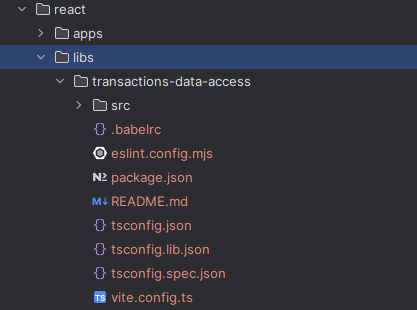 react
apps
libs
transactions-data-access
src
.babelrc
eslint.config.mjs
package.json
README.md
tsconfig.json
tsconfig.lib.json
tsconfig.spec.json
vite.config.ts